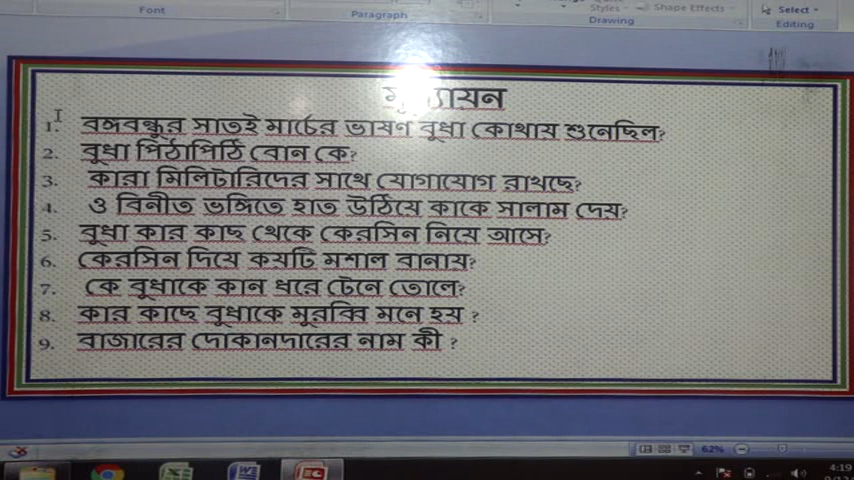 Font
Paragraph
Styles
Shape Effects
Drawing
Select
Editing
মূল্যায়ন
1. বঙ্গবন্ধুর সাতই মার্চের ভাষণ বুধা কোথায় শুনেছিল?
2. বুধা পিঠাপিঠি বোন কে?
3. কারা মিলিটারিদের সাথে যোগাযোগ রাখছে?
4. ও বিনীত ভঙ্গিতে হাত উঠিয়ে কাকে সালাম দেয়?
5. বুধা কার কাছ থেকে কেরসিন নিয়ে আসে?
6. কেরসিন দিয়ে কয়টি মশাল বানায়?
7. কে বুধাকে কান ধরে টেনে তোলে?
8. কার কাছে বুধাকে মুরব্বি মনে হয় ?
9. বাজারের দোকানদারের নাম কী ?
62%
4:19